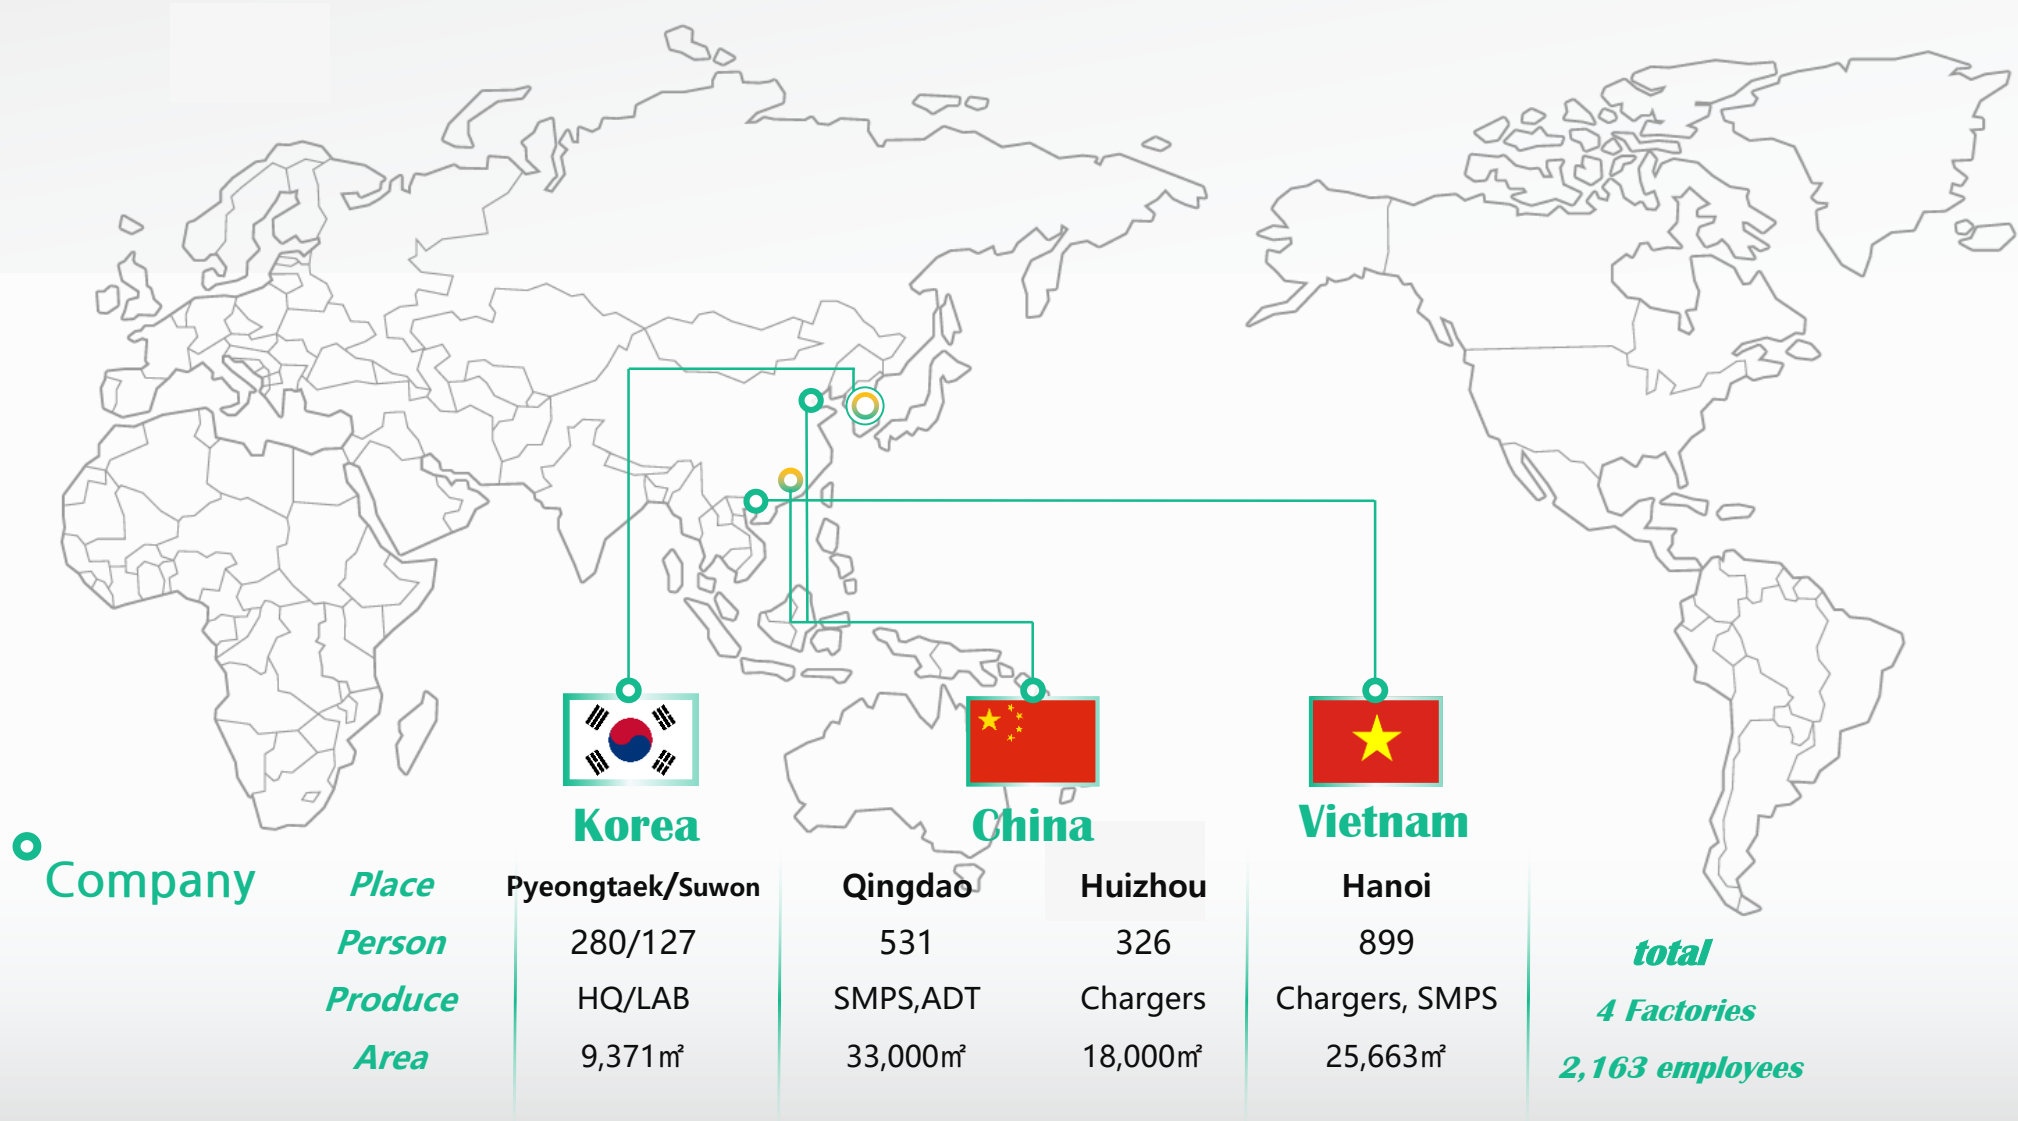 Korea
China
Vietnam
Company
Place
Pyeongtaek/Suwon
Qingdao
Huizhou
Hanoi
Person
280/127
531
326
899
total
Produce
HQ/LAB
SMPS,ADT
Chargers
Chargers, SMPS
4 Factories
Area
9,371㎡
33,000㎡
18,000㎡
25,663㎡
2,163 employees